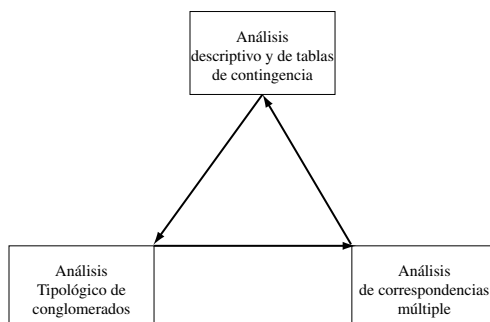 Análisis
descriptivo y de tablas
de contingencia
Análisis
Tipológico de
conglomerados
Análisis
de correspondencias
múltiple